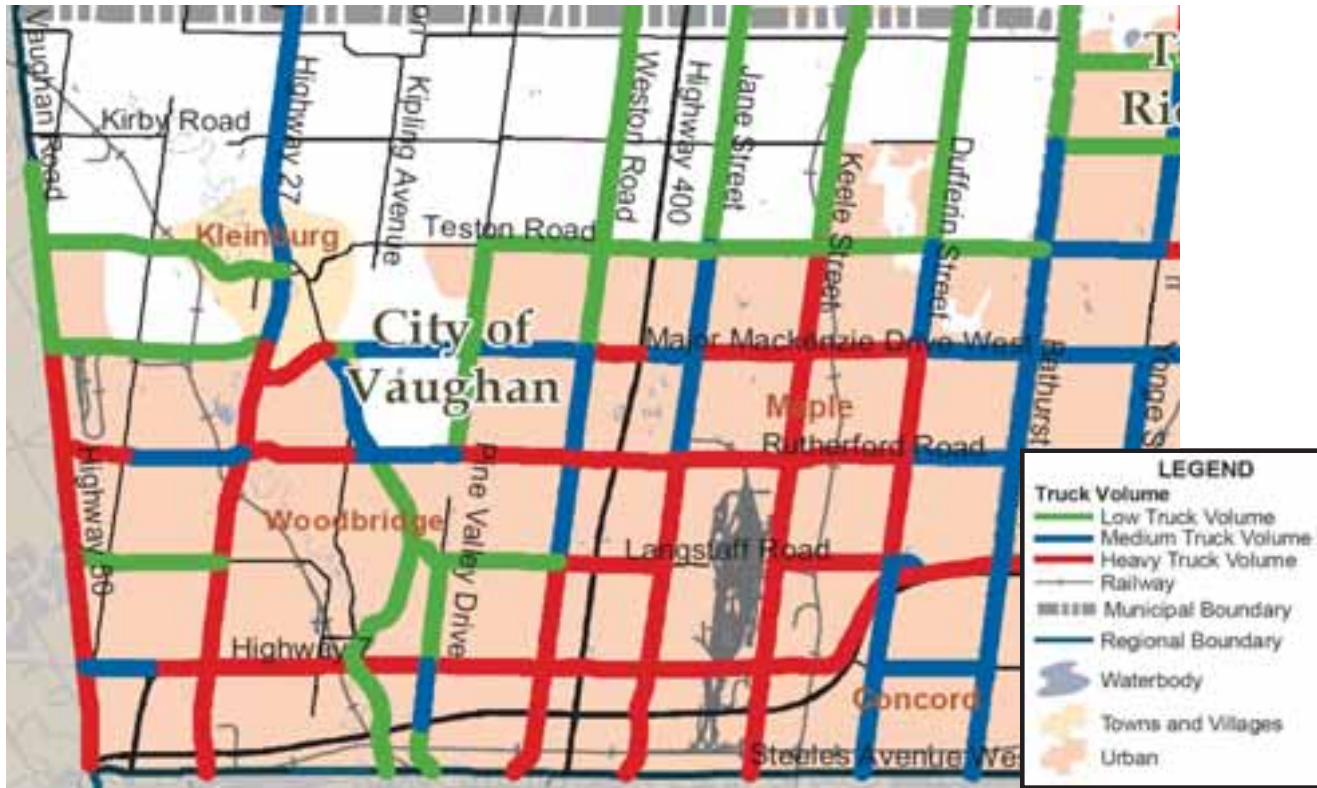 Vaughan Road
Kirby Road
Highway 27
Kipling Avenue
Weston Road
Highway 400
Jane Street
Keele Street
Dufferin Street
Kleinburg
Teston Road
City of
Vaughan
Major Mackenzie Drive West
Bathurst
Maple
Rutherford Road
Woodbridge
Pine Valley Drive
Langstaff Road
Highway 7
Concord
Steeles Avenue We
LEGEND
Truck Volume
Low Truck Volume
Medium Truck Volume
Heavy Truck Volume
Railway
Municipal Boundary
Regional Boundary
Waterbody
Towns and Villages
Urban